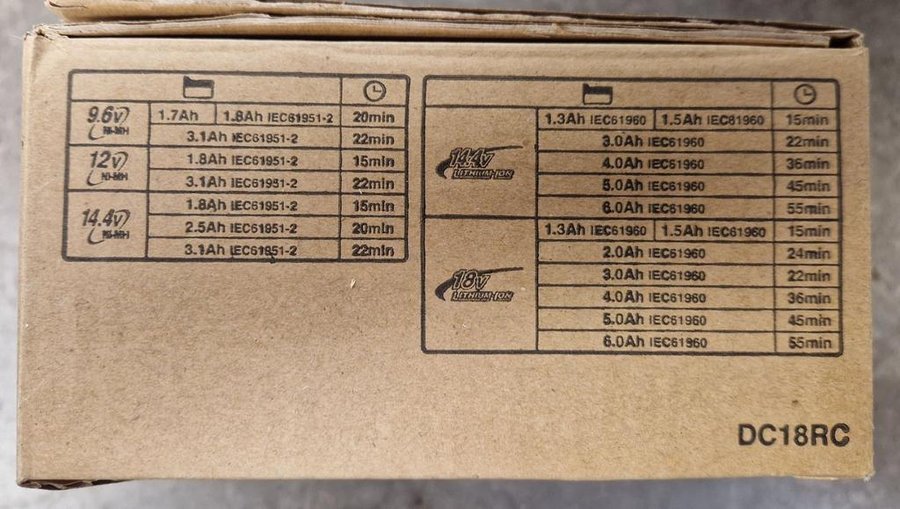 9.6v Ni-MH 1.7Ah 1.8Ah IEC61951-2 20min
3.1Ah IEC61951-2 22min
12v Ni-MH 1.8Ah IEC61951-2 15min
3.1Ah IEC61951-2 22min
14.4v Ni-MH 1.8Ah IEC61951-2 15min
2.5Ah IEC61951-2 20min
3.1Ah IEC61951-2 22min
14.4v LITHIUM-ION 1.3Ah IEC61960 1.5Ah IEC61960 15min
3.0Ah IEC61960 22min
4.0Ah IEC61960 36min
5.0Ah IEC61960 45min
6.0Ah IEC61960 55min
18v LITHIUM-ION 1.3Ah IEC61960 1.5Ah IEC61960 15min
2.0Ah IEC61960 24min
3.0Ah IEC61960 22min
4.0Ah IEC61960 36min
5.0Ah IEC61960 45min
6.0Ah IEC61960 55min
DC18RC